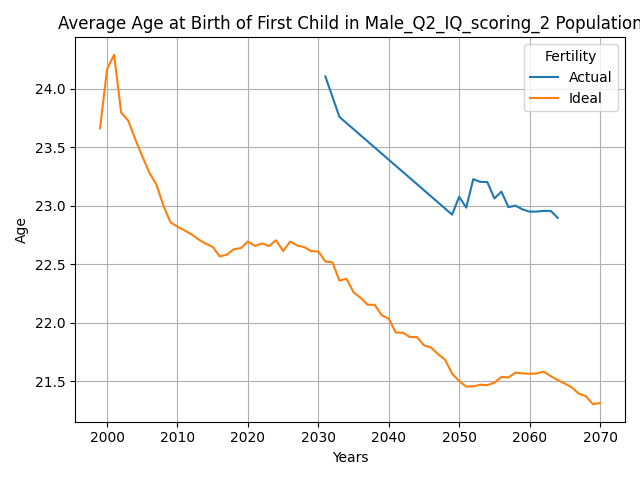 Average Age at Birth of First Child in Male_Q2_IQ_scoring_2 Population
Fertility
Actual
Ideal
24.0
23.5
23.0
22.5
22.0
21.5
Age
2000 2010 2020 2030 2040 2050 2060 2070
Years